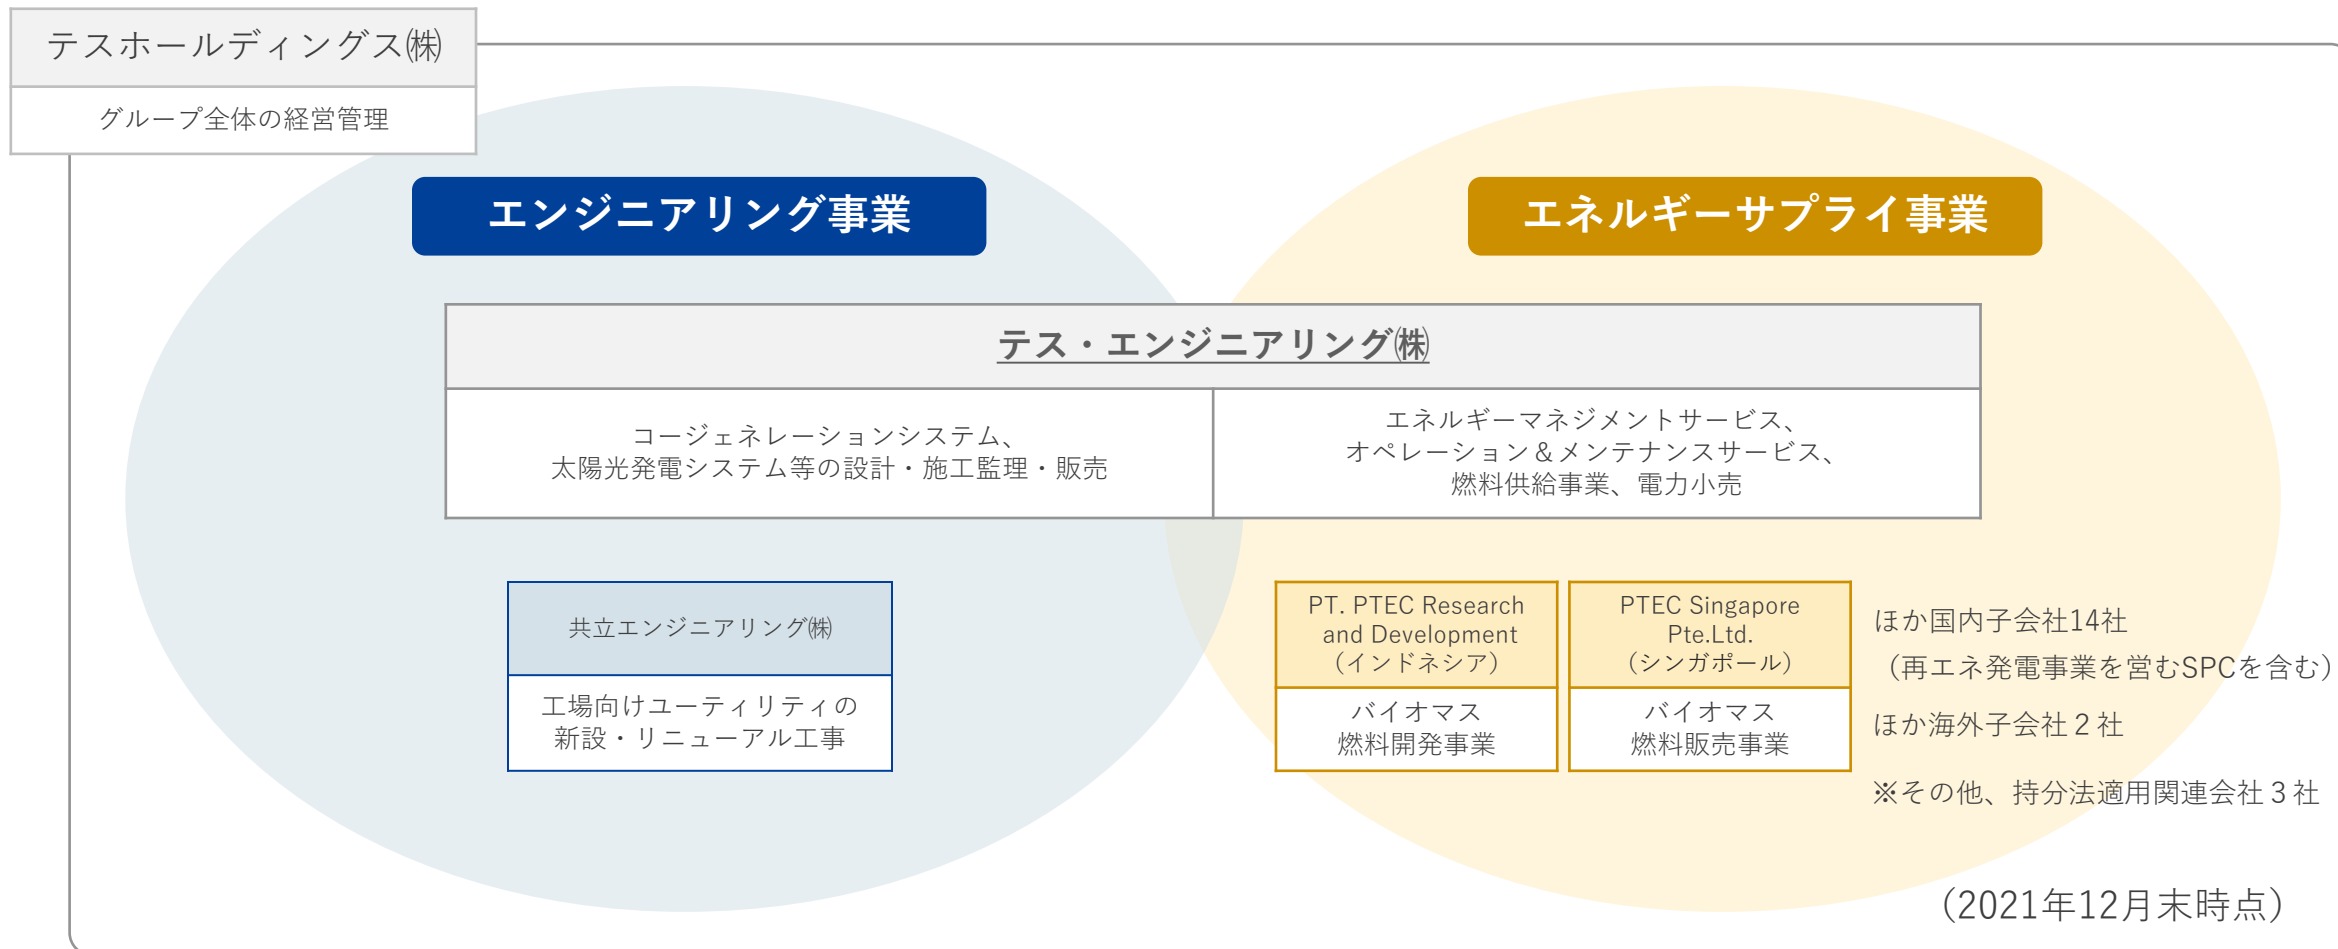 テスホールディングス㈱
グループ全体の経営管理
エンジニアリング事業
エネルギーサプライ事業
テス・エンジニアリング㈱
コージェネレーションシステム、
太陽光発電システム等の設計・施工監理・販売
エネルギーマネジメントサービス、
オペレーション＆メンテナンスサービス、
燃料供給事業、電力小売
共立エンジニアリング㈱
工場向けユーティリティの
新設・リニューアル工事
PT. PTEC Research
and Development
（インドネシア）
バイオマス
燃料開発事業
PTEC Singapore
Pte.Ltd.
（シンガポール）
バイオマス
燃料販売事業
ほか国内子会社14社
（再エネ発電事業を営むSPCを含む）
ほか海外子会社２社
※その他、持分法適用関連会社３社
（2021年12月末時点）